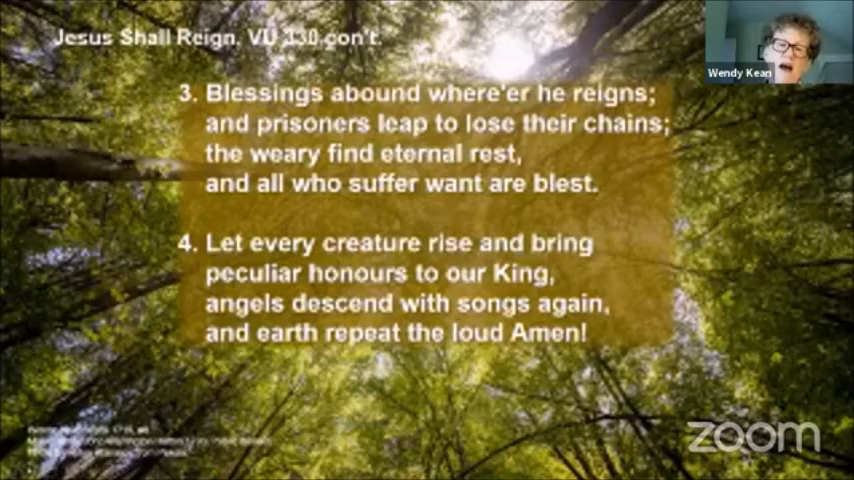 Jesus Shall Reign, VU 330 con't.
Wendy Kean
3. Blessings abound where'er he reigns;
and prisoners leap to lose their chains;
the weary find eternal rest,
and all who suffer want are blest.
4. Let every creature rise and bring
peculiar honours to our King,
angels descend with songs again,
and earth repeat the loud Amen!
zoom